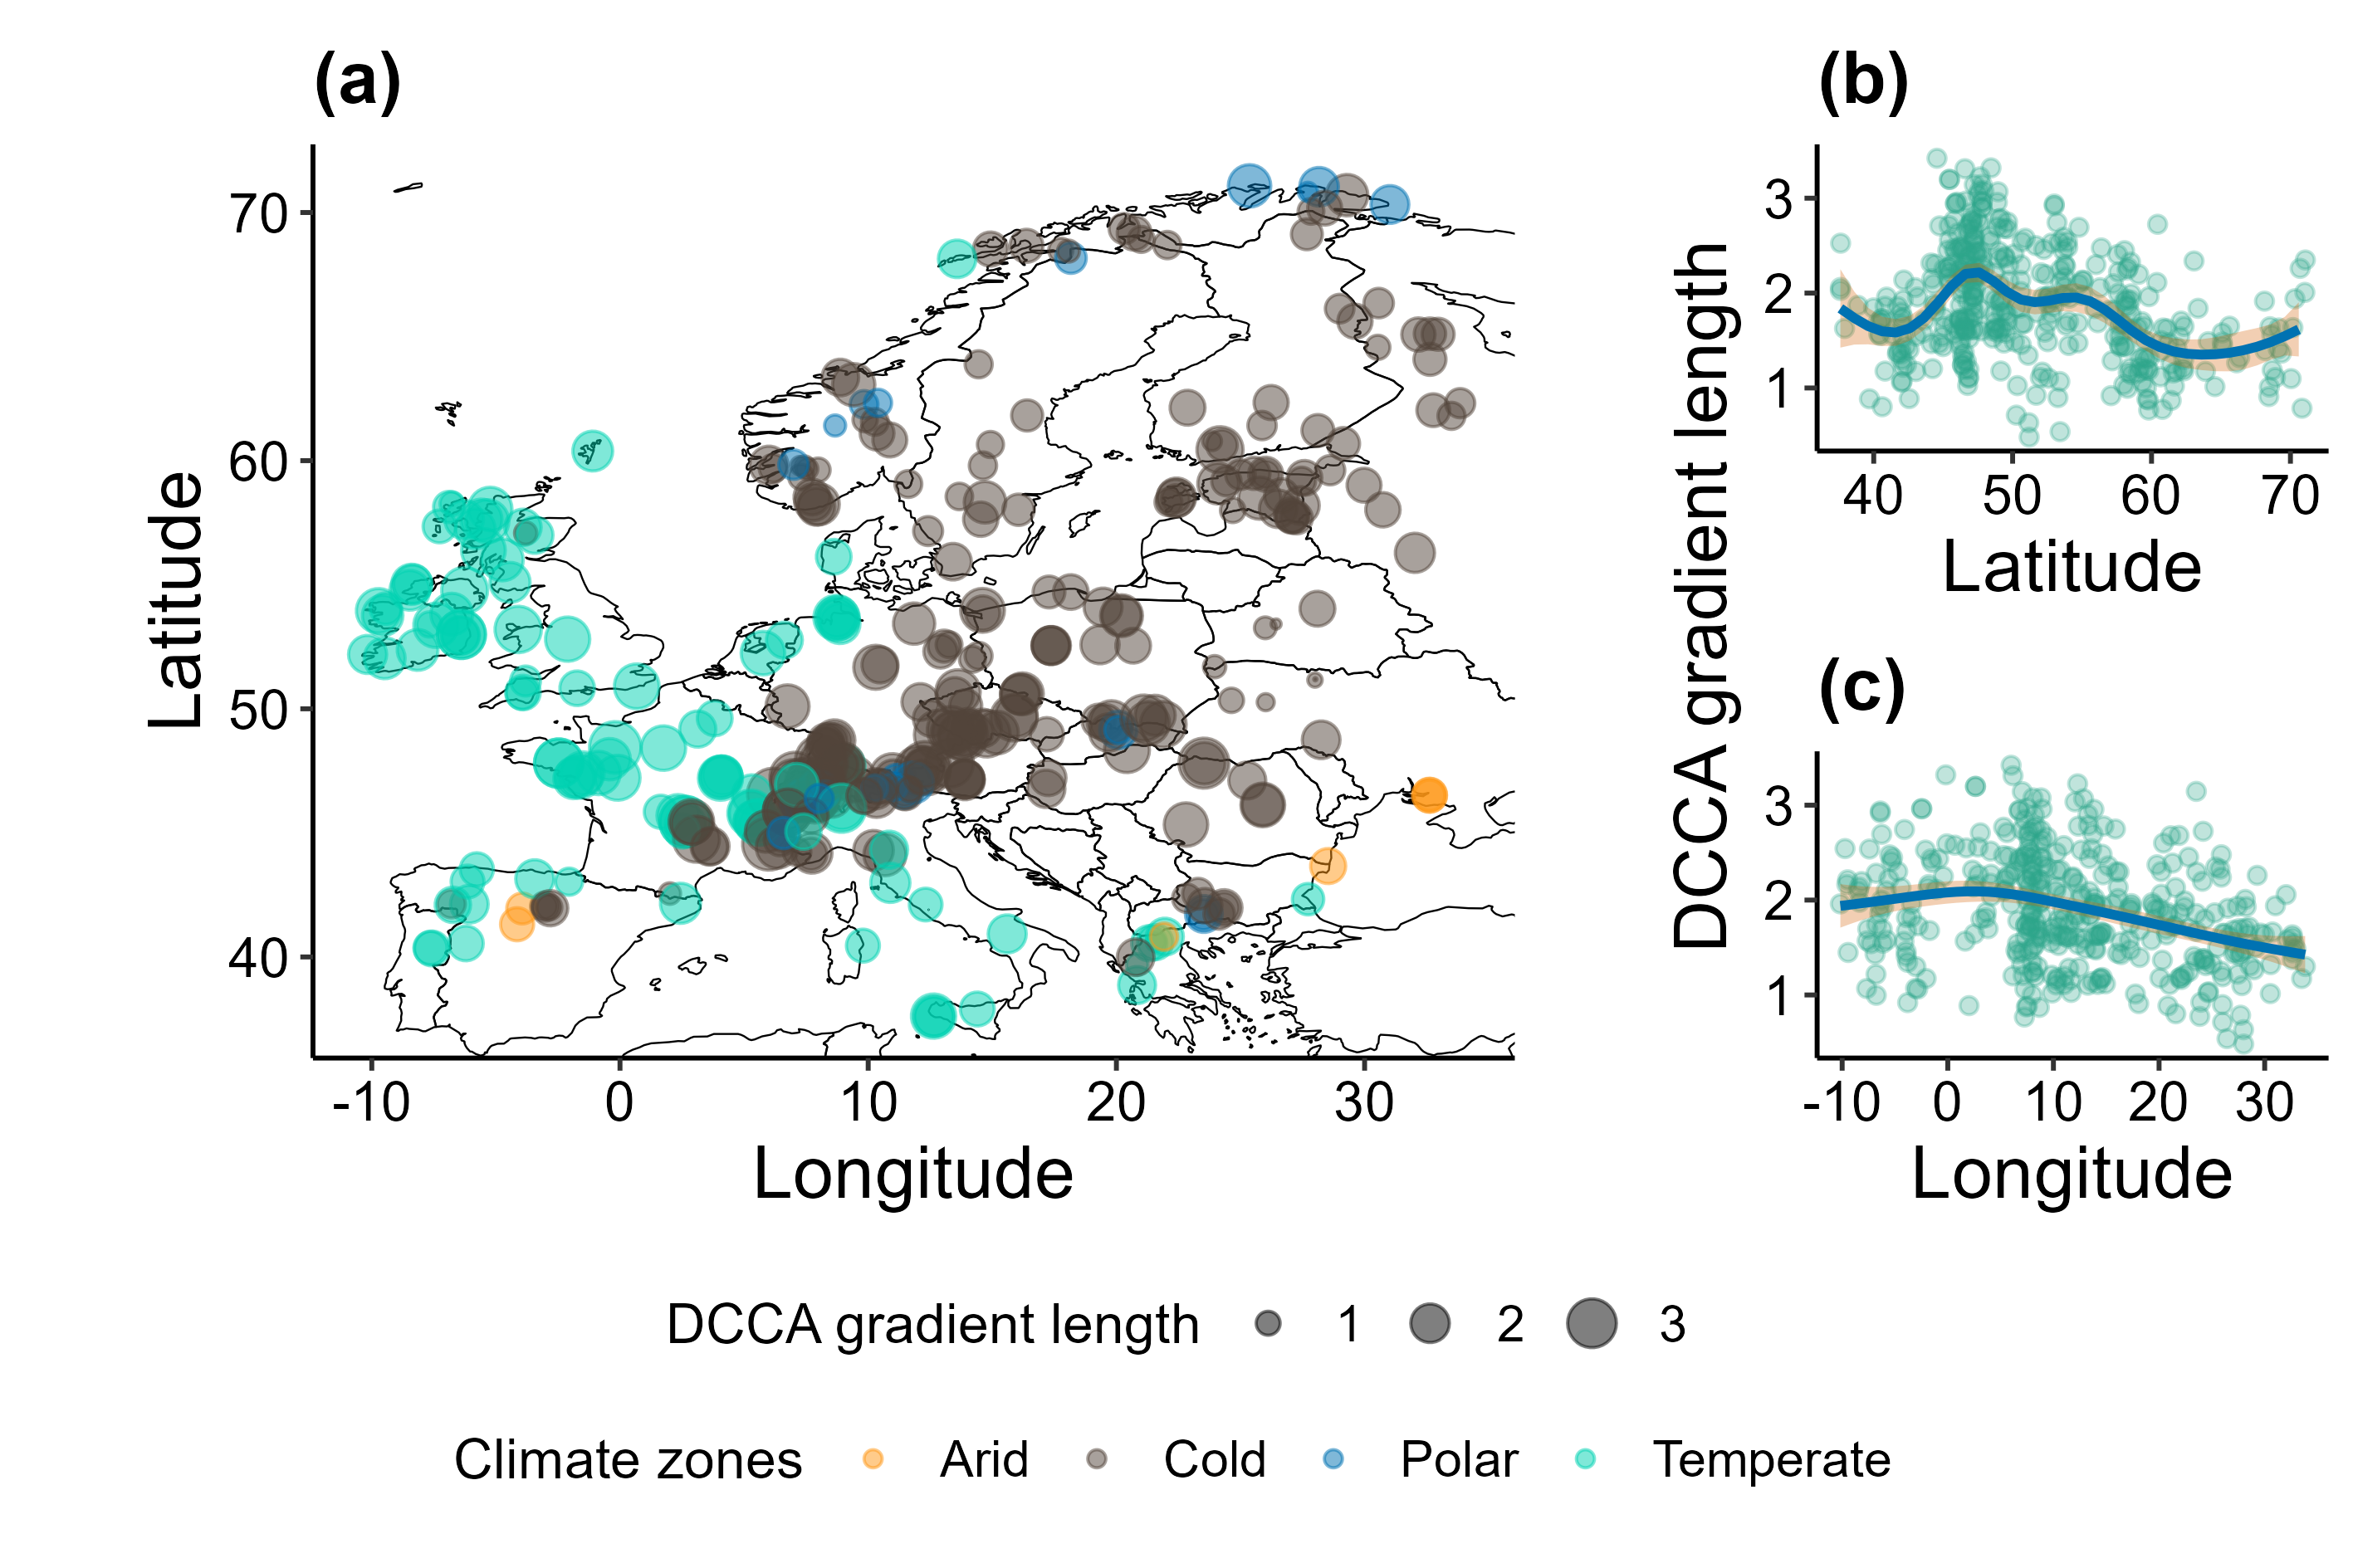 (a)
Latitude
70
60
50
40
-10 0 10 20 30
Longitude
DCCA gradient length
(b)
3
2
1
40 50 60 70
Latitude
(c)
3
2
1
-10 0 10 20 30
Longitude
DCCA gradient length 1 2 3
Climate zones Arid Cold Polar Temperate